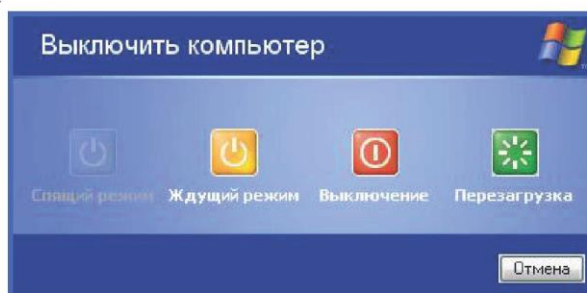 Выключить компьютер
Спящий режим Ждущий режим Выключение Перезагрузка
Отмена